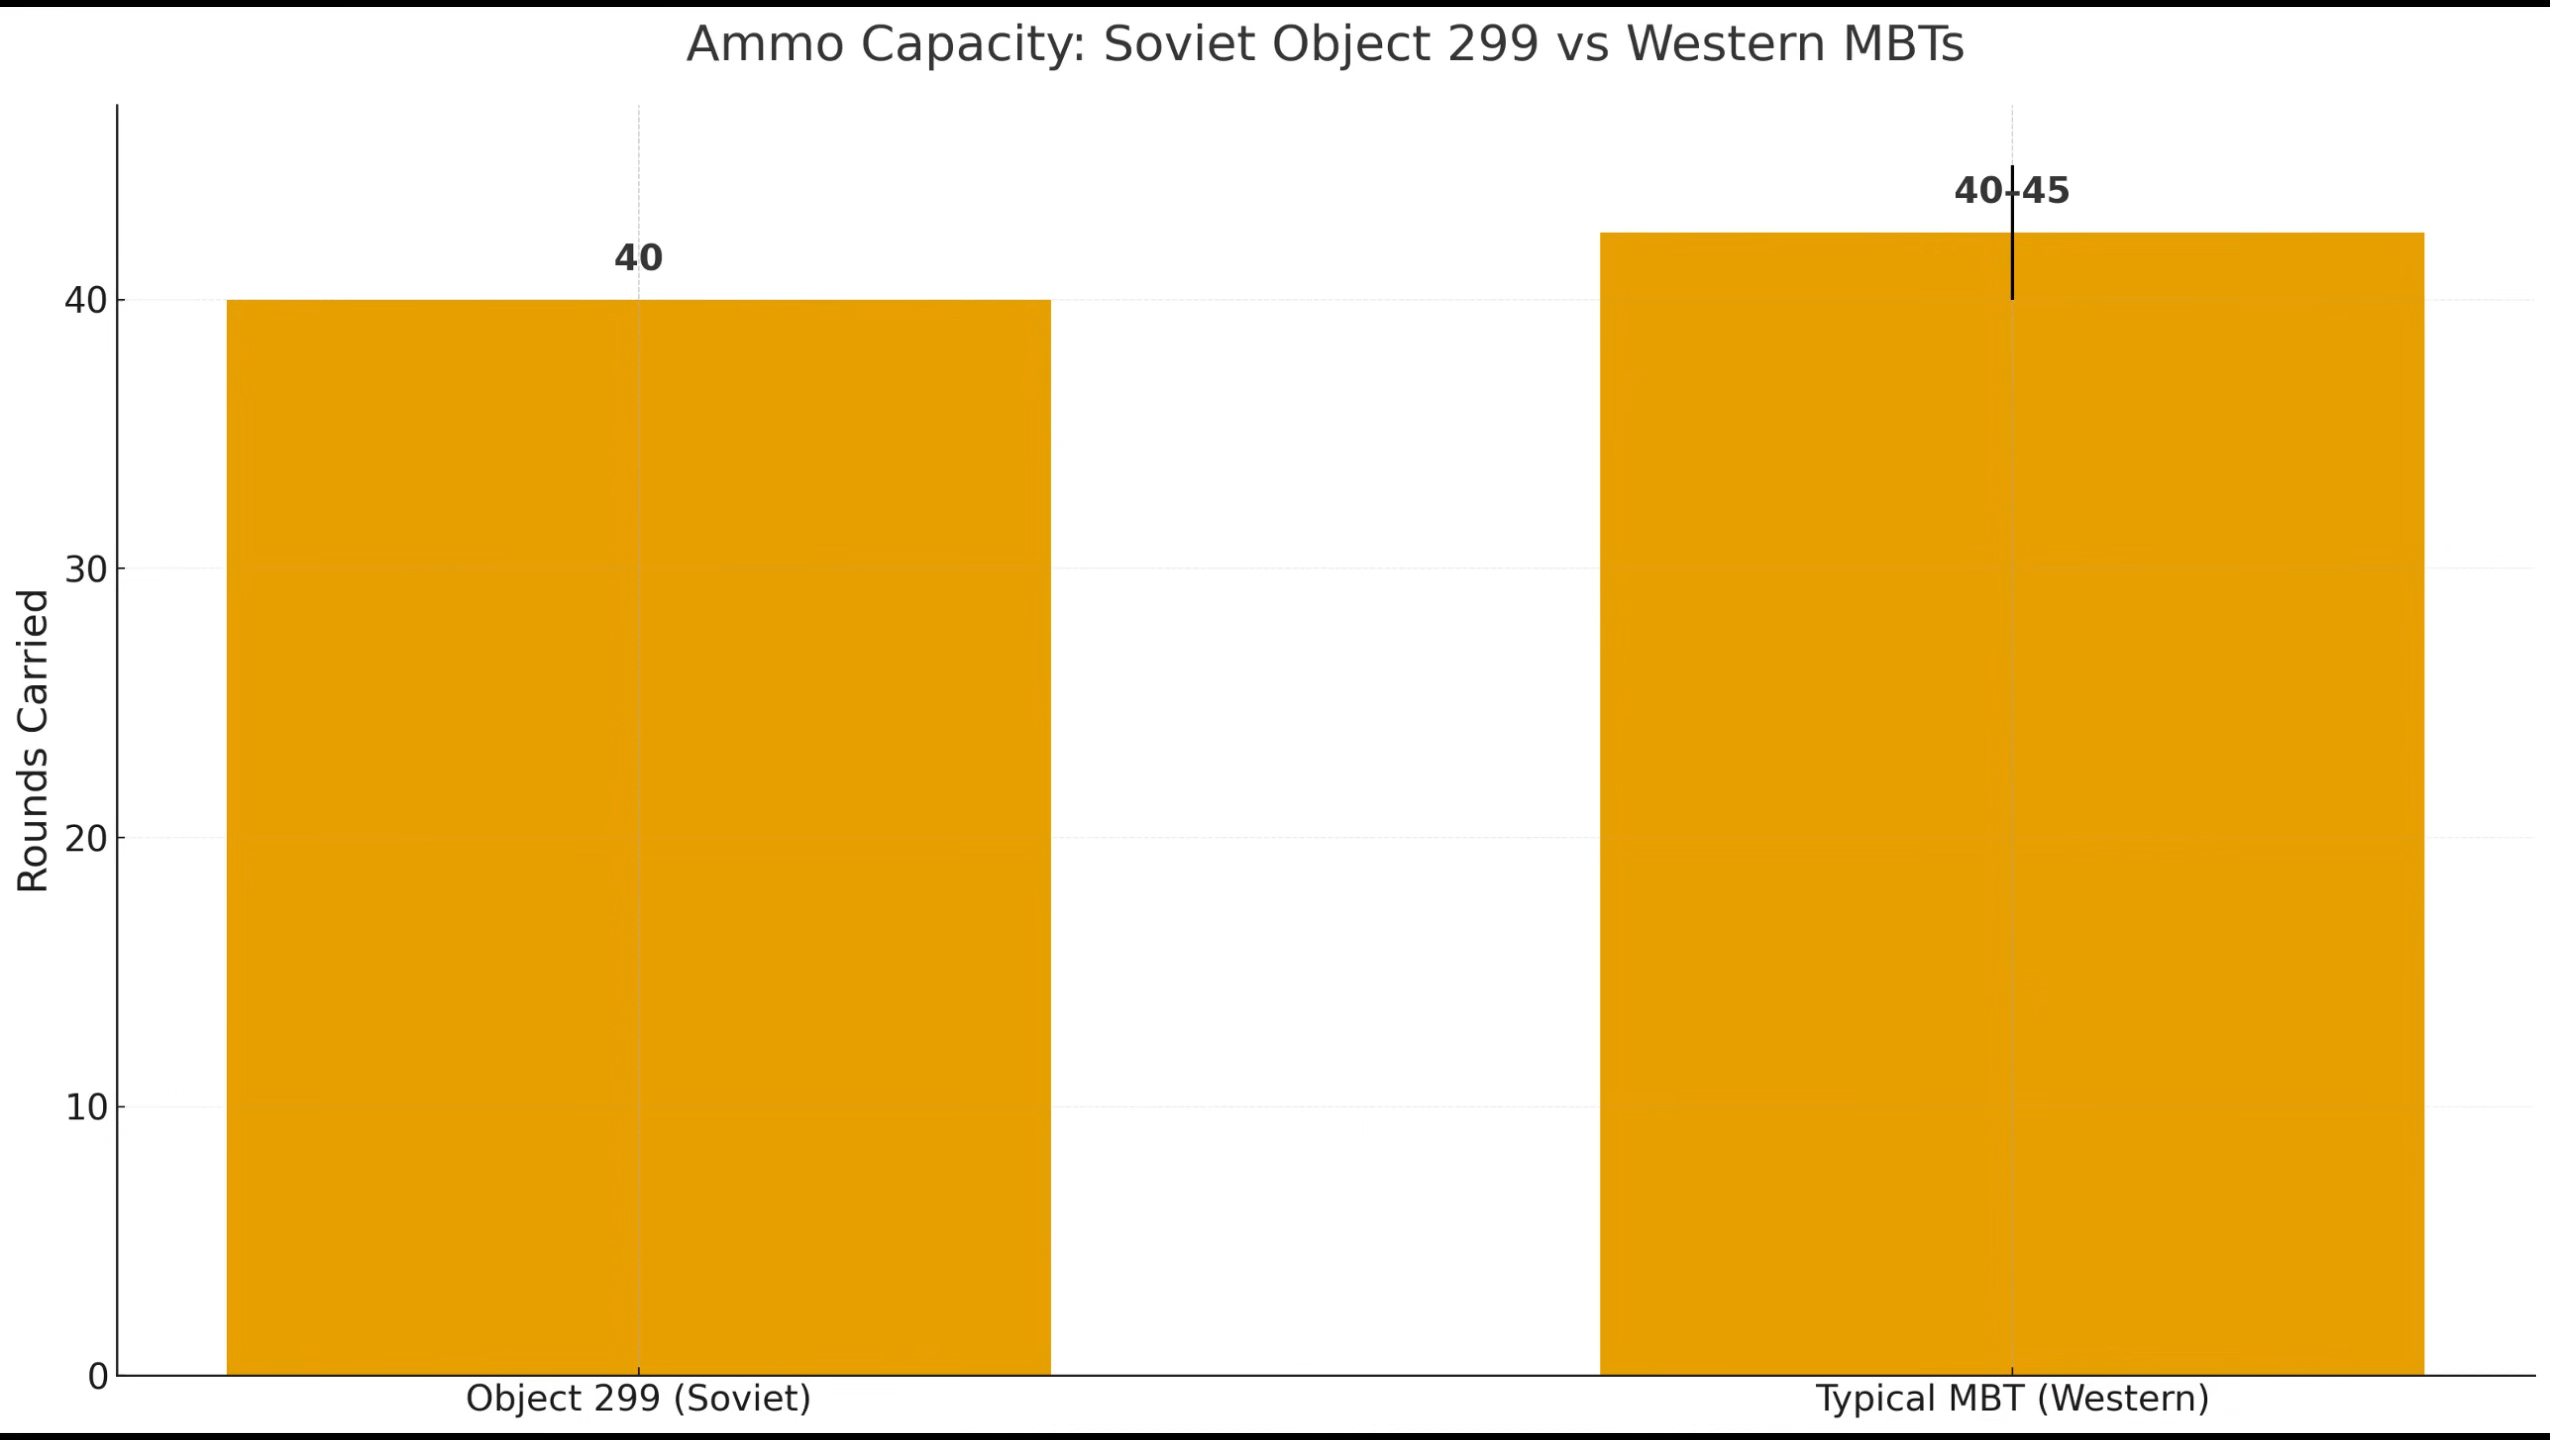 Ammo Capacity: Soviet Object 299 vs Western MBTs
40-45
40
40
30
20
10
0
Rounds Carried
Object 299 (Soviet)
Typical MBT (Western)